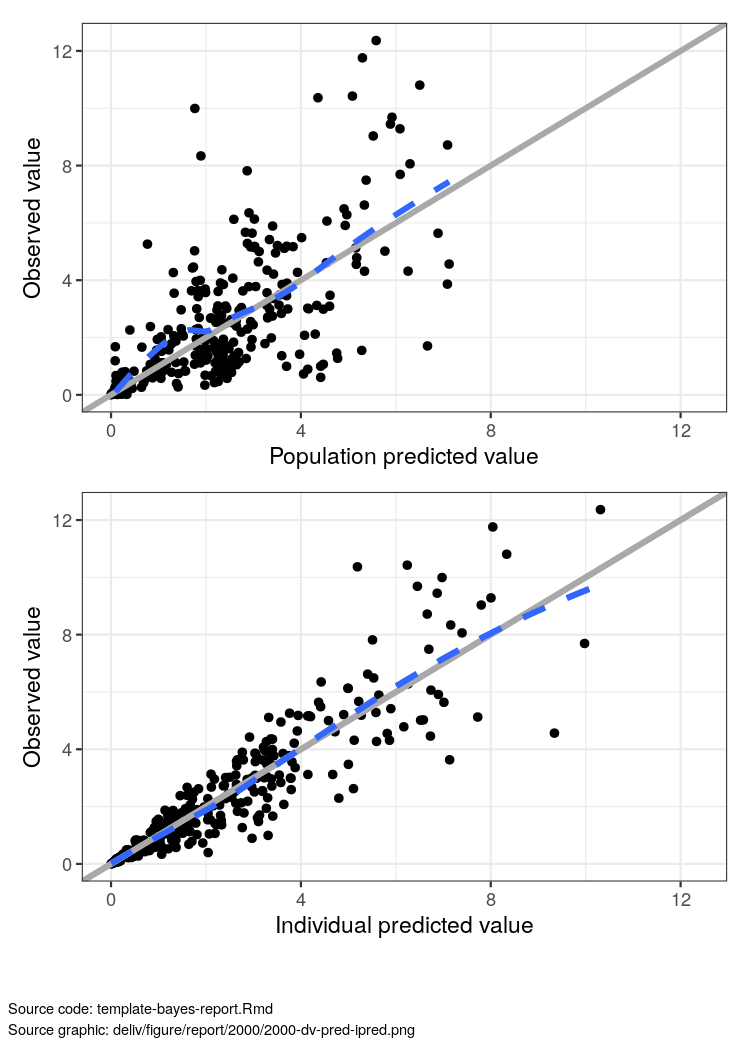 12
8
4
0
Observed value
0 4 8 12
Population predicted value
12
8
4
0
Observed value
0 4 8 12
Individual predicted value
Source code: template-bayes-report.Rmd
Source graphic: deliv/figure/report/2000/2000-dv-pred-ipred.png